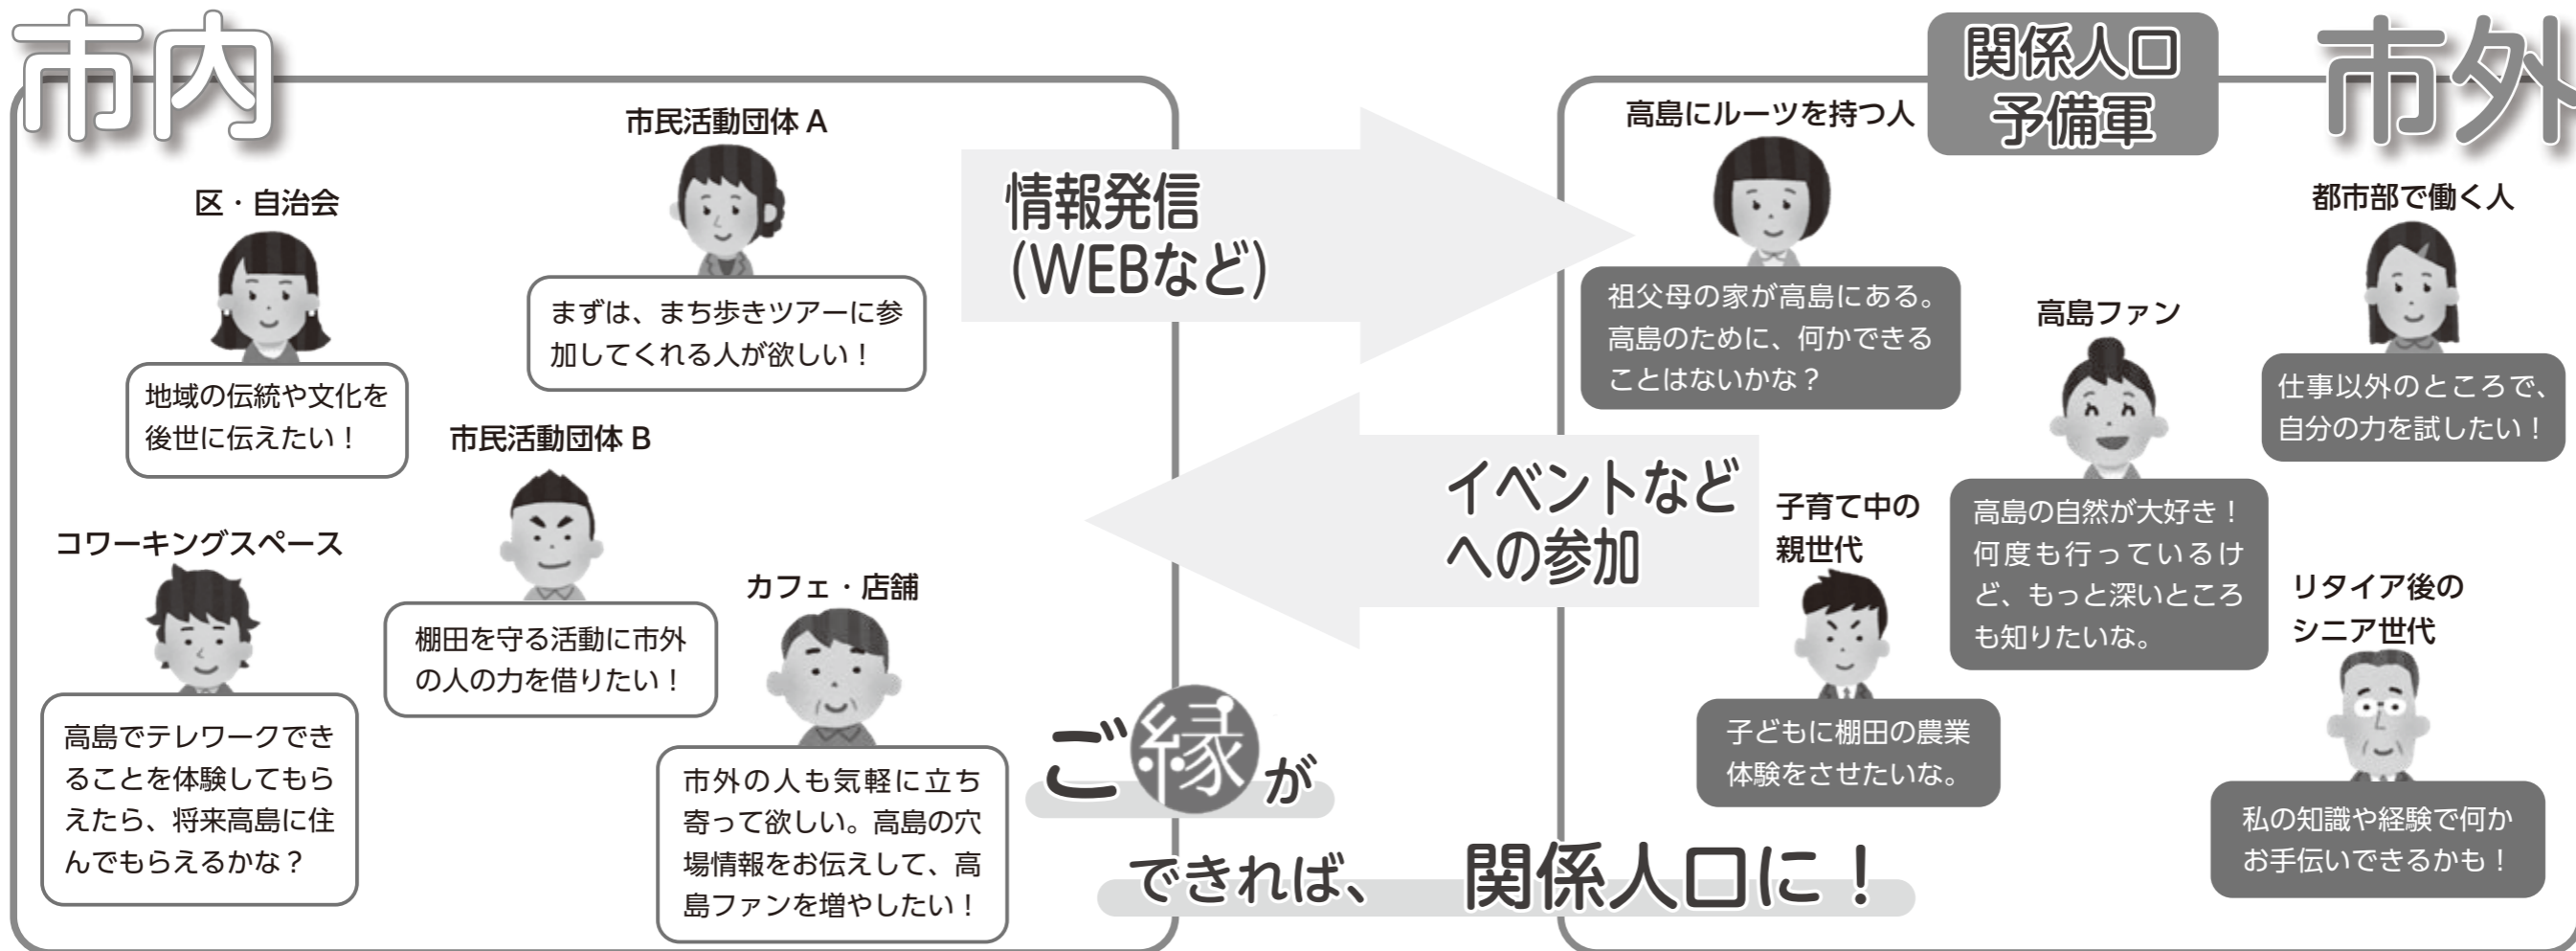 市内
市民活動団体 A
まずは、まち歩きツアーに参
加してくれる人が欲しい！
区・自治会
地域の伝統や文化を
後世に伝えたい！
市民活動団体 B
棚田を守る活動に市外
の人の力を借りたい！
コワーキングスペース
高島でテレワークでき
ることを体験してもら
えたら、将来高島に住
んでもらえるかな？
カフェ・店舗
市外の人も気軽に立ち
寄って欲しい。高島の穴
場情報をお伝えして、高
島ファンを増やしたい！
情報発信
(WEBなど)
イベントなど
への参加
ご縁が
できれば、 関係人口に！
関係人口
予備軍
市外
高島にルーツを持つ人
祖父母の家が高島にある。
高島のために、何かできる
ことはないかな？
都市部で働く人
仕事以外のところで、
自分の力を試したい！
高島ファン
高島の自然が大好き！
何度も行っているけ
ど、もっと深いところ
も知りたいな。
子育て中の
親世代
子どもに棚田の農業
体験をさせたいな。
リタイア後の
シニア世代
私の知識や経験で何か
お手伝いできるかも！